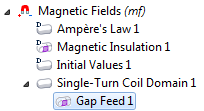 Magnetic Fields (mf)
D Ampère's Law 1
D Magnetic Insulation 1
D Initial Values 1
Single-Turn Coil Domain 1
Gap Feed 1